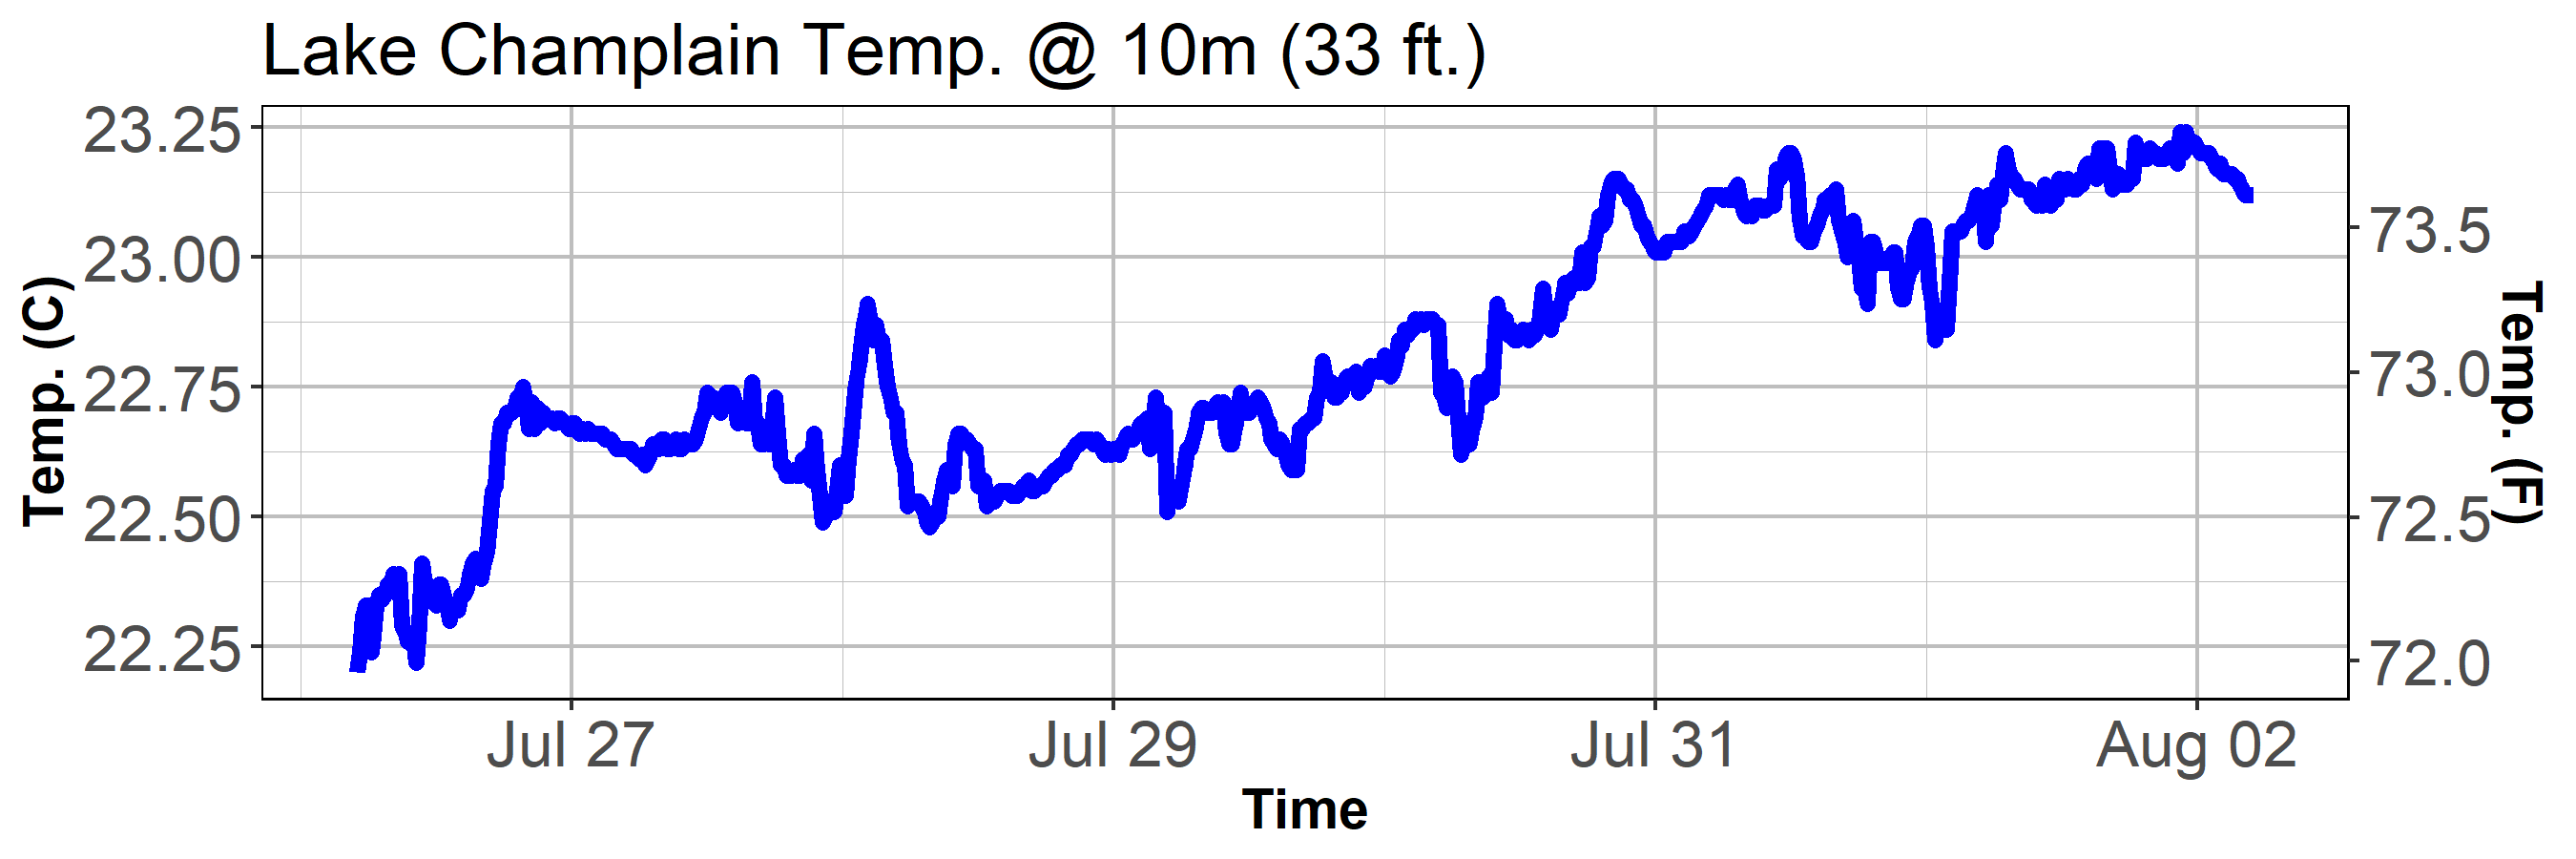 Lake Champlain Temp. @ 10m (33 ft.)
Temp. (C)
23.25
23.00
22.75
22.50
22.25
73.5
73.0
72.5
72.0
Temp. (F)
Jul 27
Jul 29
Jul 31
Aug 02
Time